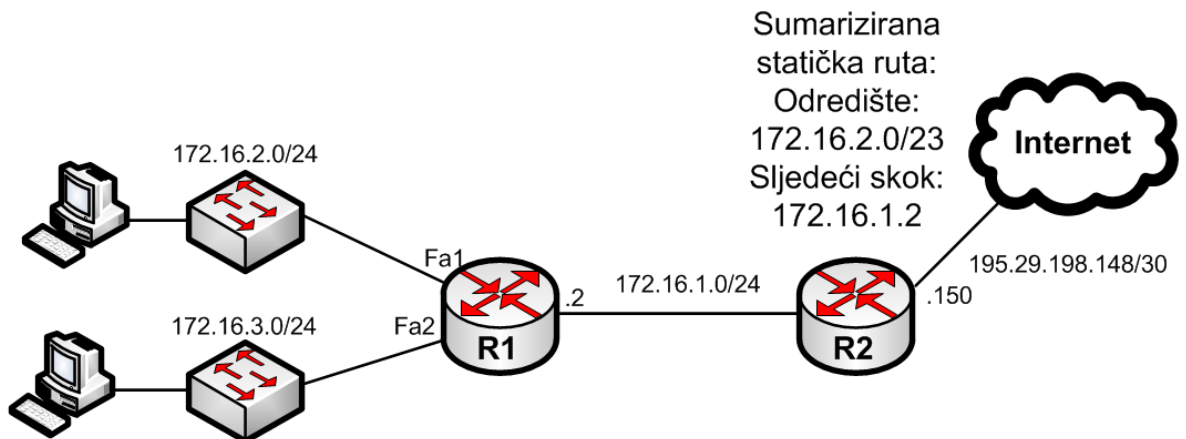 Sumarizirana
statička ruta:
Odredište:
172.16.2.0/23
Sljedeći skok:
172.16.1.2
Internet
172.16.2.0/24
Fa1
172.16.1.0/24
195.29.198.148/30
.2
.150
172.16.3.0/24
Fa2
R1
R2